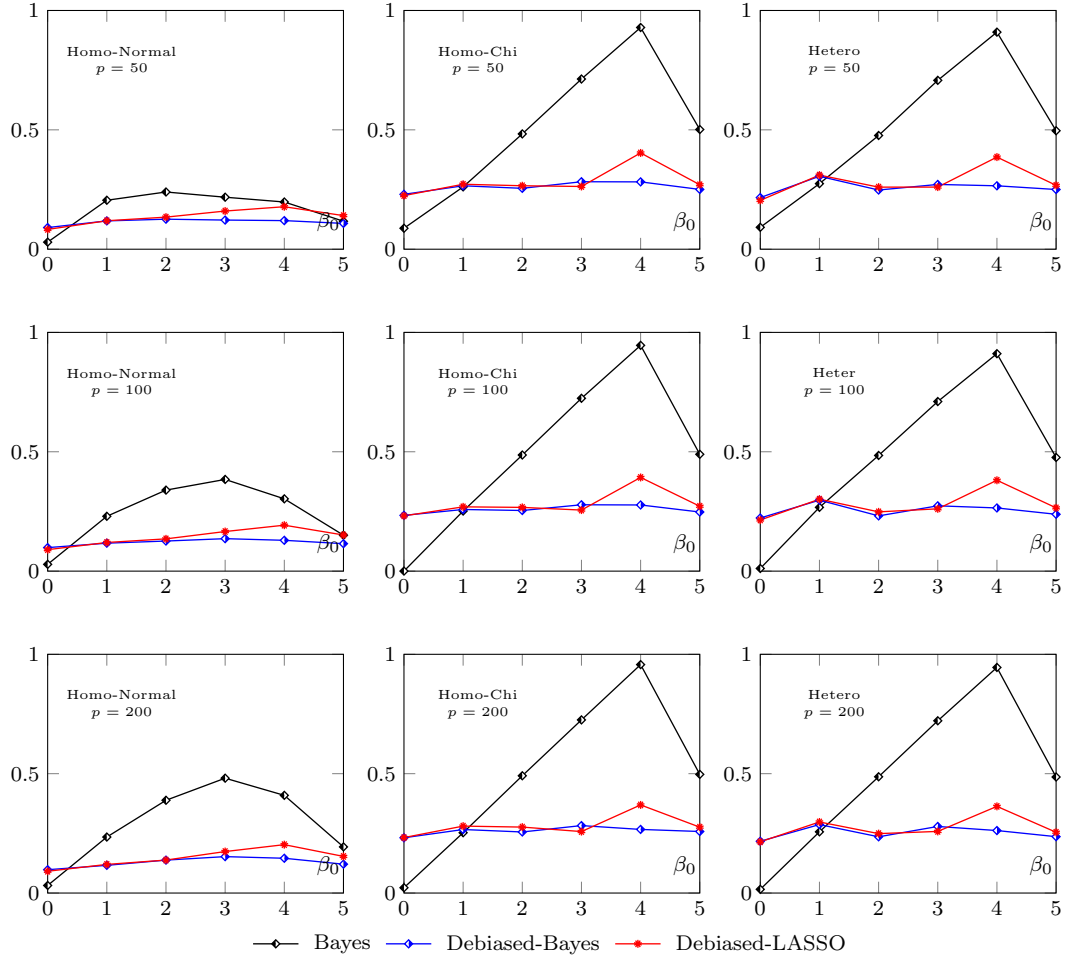 1
0.5
0
Homo-Normal
p = 50
β0
0 1 2 3 4 5
1
0.5
0
Homo-Chi
p = 50
β0
0 1 2 3 4 5
1
0.5
0
Hetero
p = 50
β0
0 1 2 3 4 5
1
0.5
0
Homo-Normal
p = 100
β0
0 1 2 3 4 5
1
0.5
0
Homo-Chi
p = 100
β0
0 1 2 3 4 5
1
0.5
0
Heter
p = 100
β0
0 1 2 3 4 5
1
0.5
0
Homo-Normal
p = 200
β0
0 1 2 3 4 5
1
0.5
0
Homo-Chi
p = 200
β0
0 1 2 3 4 5
1
0.5
0
Hetero
p = 200
β0
0 1 2 3 4 5
Bayes Debiased-Bayes Debiased-LASSO